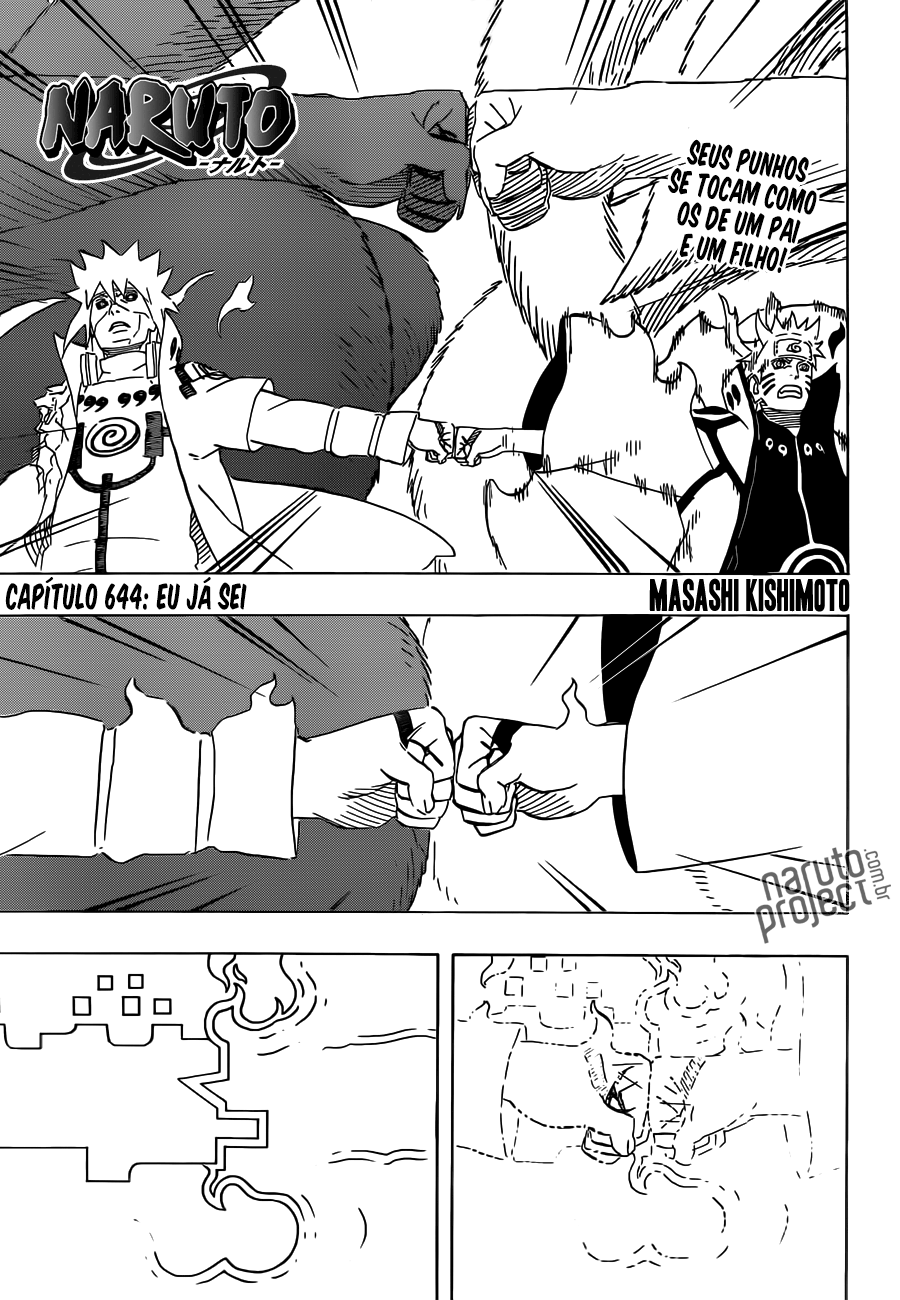 NARUTO
-ナルト-
SEUS PUNHOS
SE TOCAM COMO
OS DE UM PAI
E UM FILHO!
CAPÍTULO 644: EU JÁ SEI
MASASHI KISHIMOTO
naruto
project
.com.br